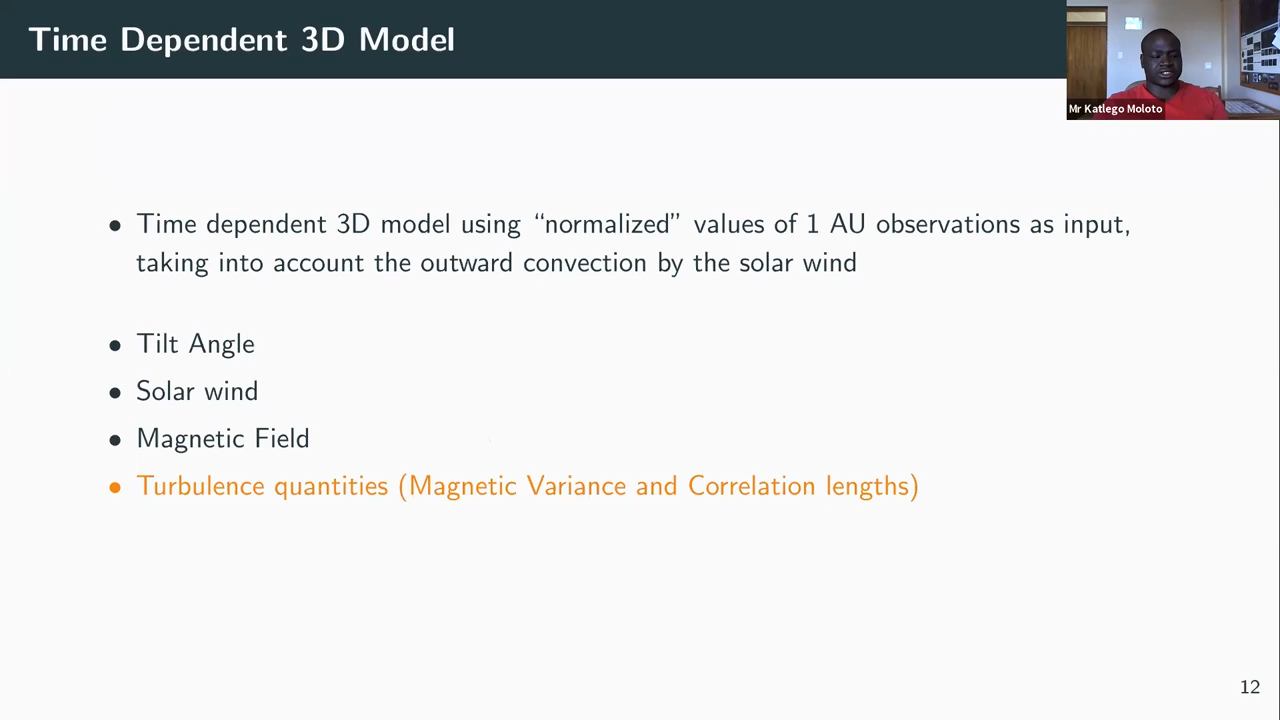 Time Dependent 3D Model
Mr Katlego Moloto
• Time dependent 3D model using “normalized” values of 1 AU observations as input,
taking into account the outward convection by the solar wind
• Tilt Angle
• Solar wind
• Magnetic Field
• Turbulence quantities (Magnetic Variance and Correlation lengths)
12